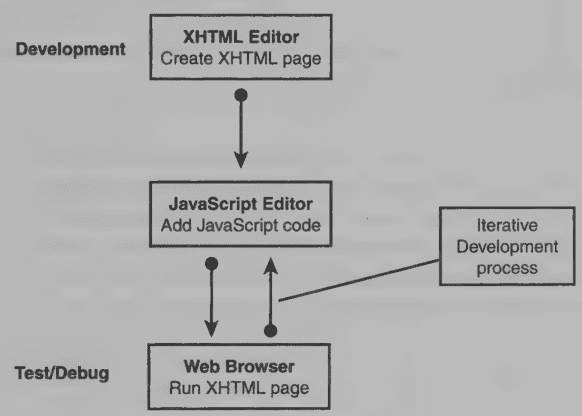 Development
XHTML Editor
Create XHTML page
JavaScript Editor
Add JavaScript code
Iterative
Development
process
Test/Debug
Web Browser
Run XHTML page